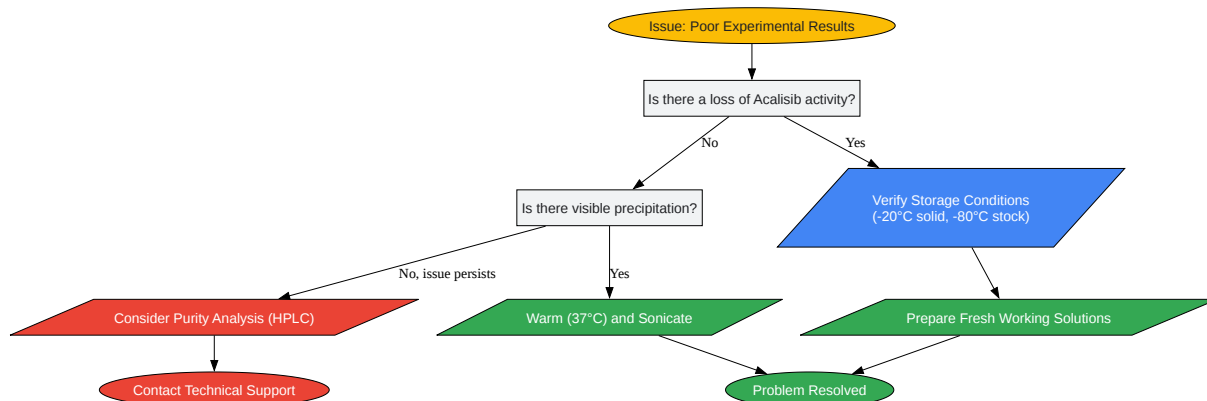 Issue: Poor Experimental Results
Is there a loss of Acalisib activity?
No
Yes
Is there visible precipitation?
Verify Storage Conditions
(-20°C solid, -80°C stock)
No, issue persists
Yes
Consider Purity Analysis (HPLC)
Warm (37°C) and Sonicate
Prepare Fresh Working Solutions
Contact Technical Support
Problem Resolved